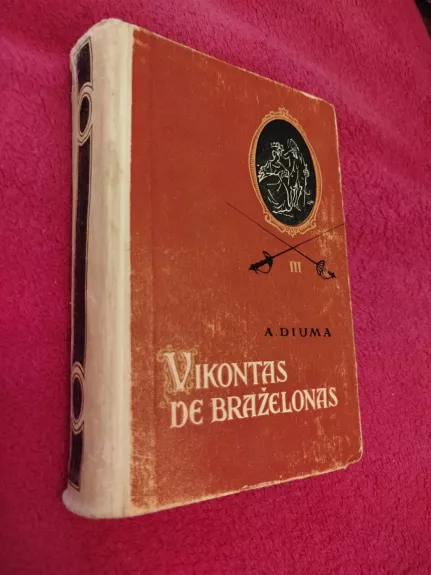 III
A. DIUMA
VIKONTAS
DE BRAŽELONAS